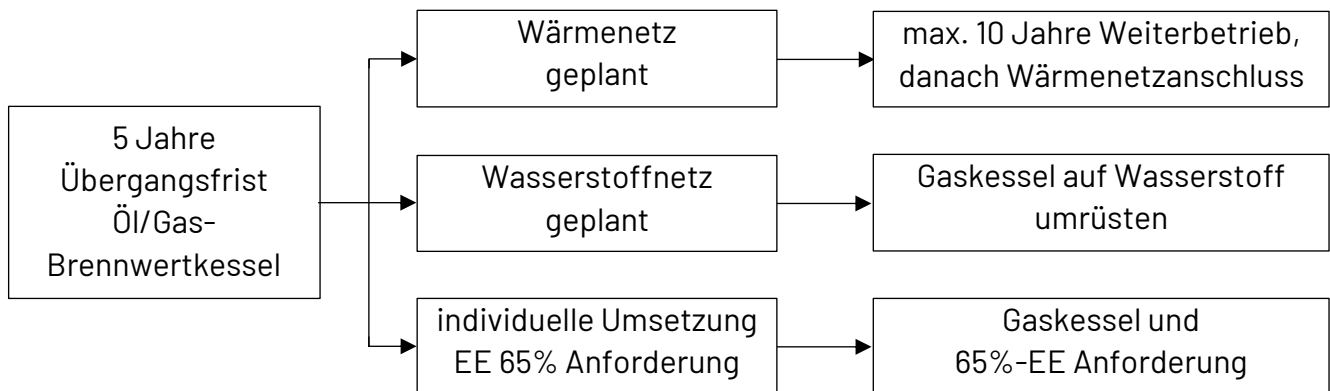 5 Jahre
Übergangsfrist
Öl/Gas-
Brennwertkessel
Wärmenetz
geplant
max. 10 Jahre Weiterbetrieb,
danach Wärmenetzanschluss
Wasserstoffnetz
geplant
Gaskessel auf Wasserstoff
umrüsten
individuelle Umsetzung
EE 65% Anforderung
Gaskessel und
65%-EE Anforderung